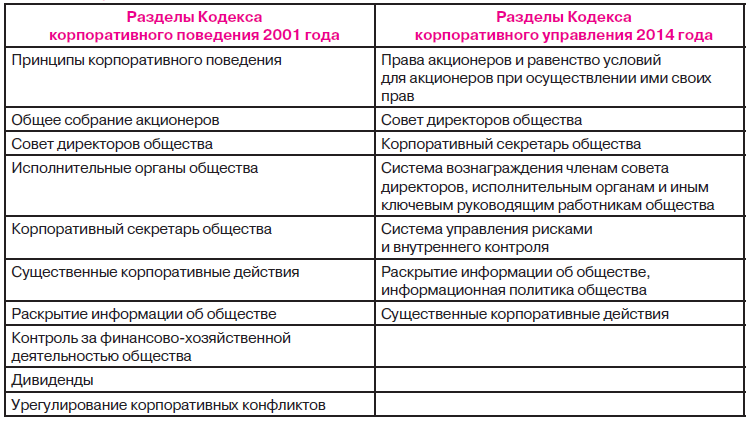 Разделы Кодекса
корпоративного поведения 2001 года
Разделы Кодекса
корпоративного управления 2014 года
Принципы корпоративного поведения
Права акционеров и равенство условий
для акционеров при осуществлении ими своих
прав
Общее собрание акционеров
Совет директоров общества
Совет директоров общества
Корпоративный секретарь общества
Исполнительные органы общества
Система вознаграждения членам совета
директоров, исполнительным органам и иным
ключевым руководящим работникам общества
Корпоративный секретарь общества
Система управления рисками
и внутреннего контроля
Существенные корпоративные действия
Раскрытие информации об обществе,
информационная политика общества
Раскрытие информации об обществе
Существенные корпоративные действия
Контроль за финансово-хозяйственной
деятельностью общества
Дивиденды
Урегулирование корпоративных конфликтов